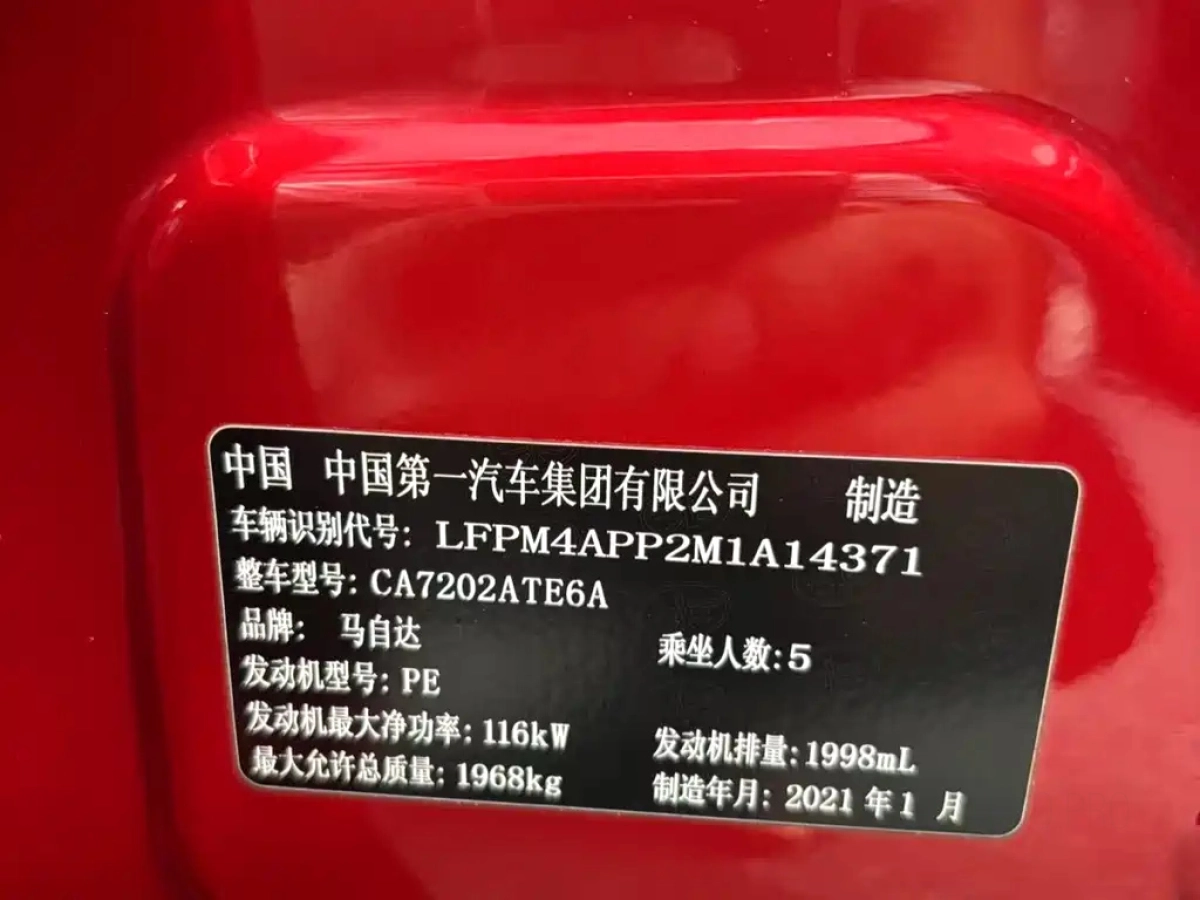 中国 中国第一汽车集团有限公司 制造
车辆识别代号: LFPM4APP2M1A14371
整车型号: CA7202ATE6A
品牌: 马自达 乘坐人数:5
发动机型号: PE
发动机最大净功率: 116kW 发动机排量:1998mL
最大允许总质量: 1968kg 制造年月: 2021 年 1 月